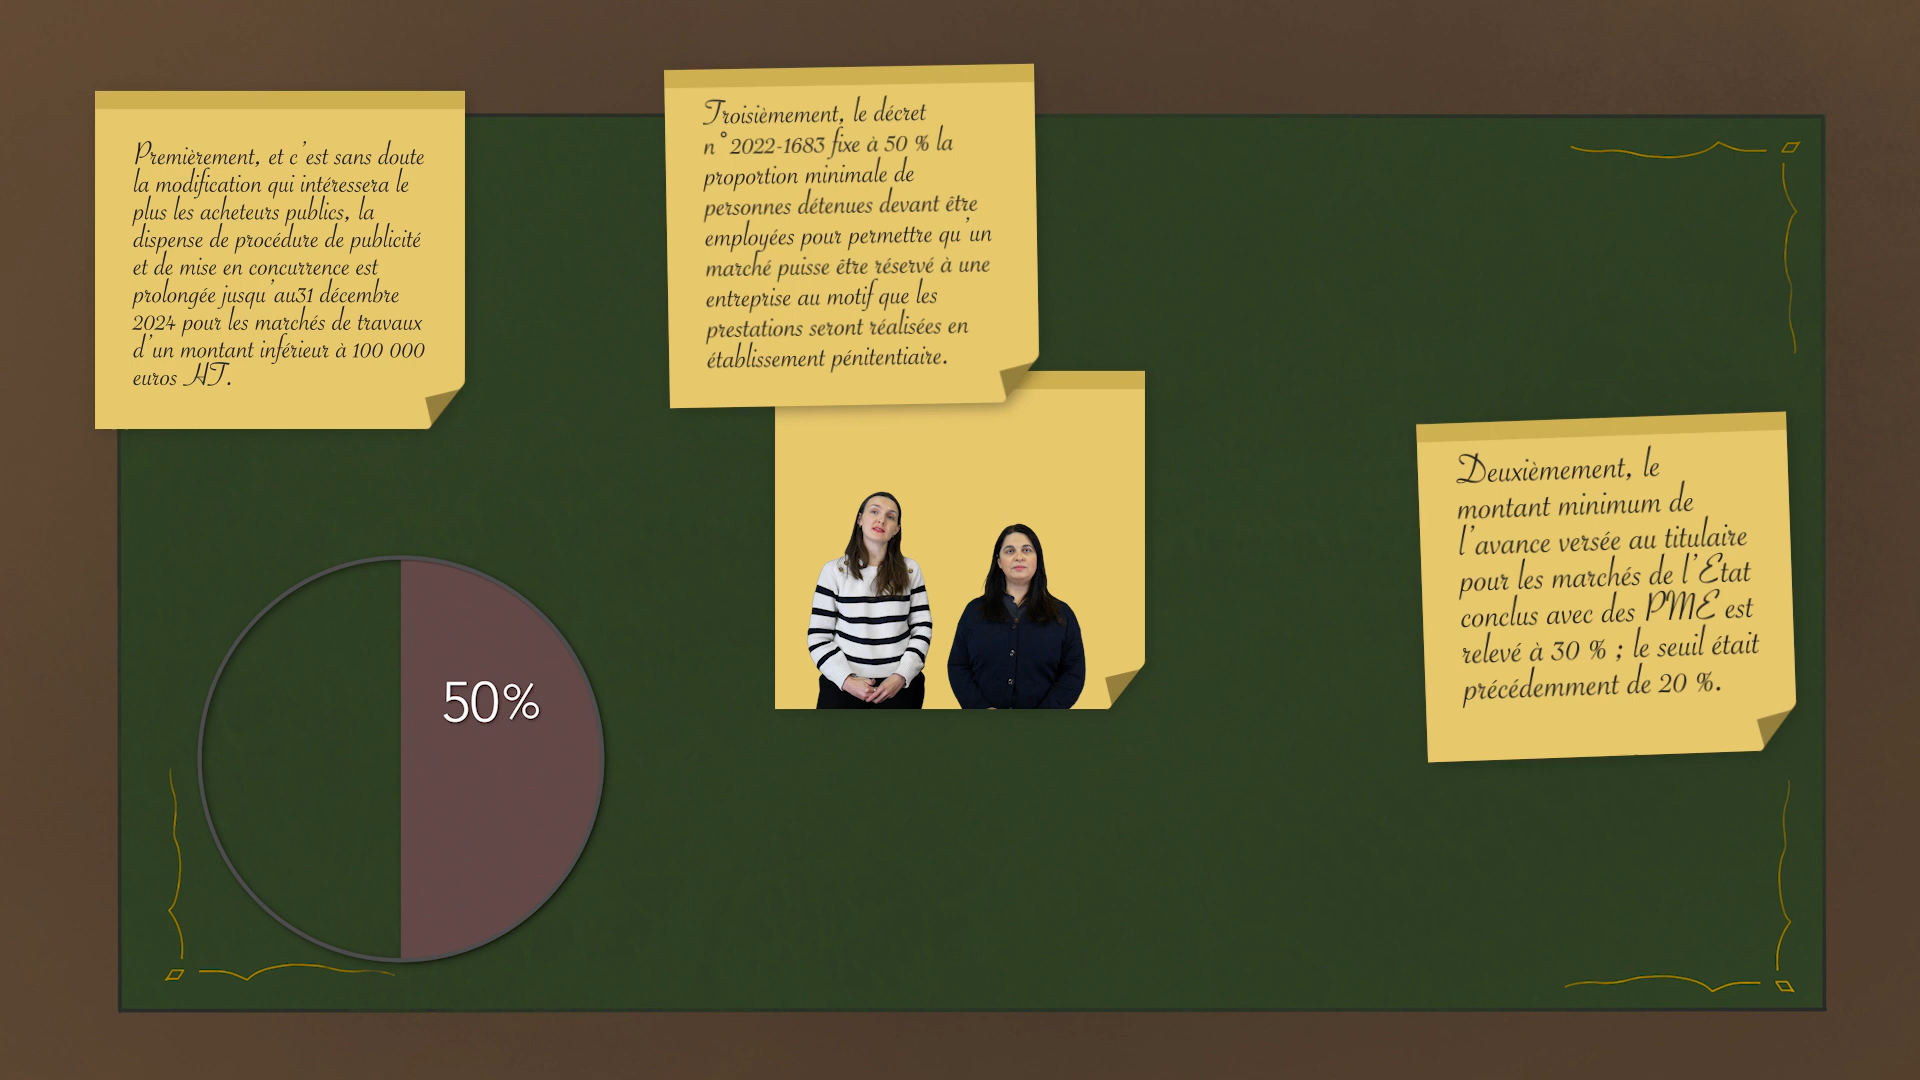 Premièrement, et c'est sans doute
la modification qui intéressera le
plus les acheteurs publics, la
dispense de procédure de publicité
et de mise en concurrence est
prolongée jusqu'au31 décembre
2024 pour les marchés de travaux
d'un montant inférieur à 100 000
euros HT.
Troisièmement, le décret
n°2022-1683 fixe à 50 % la
proportion minimale de
personnes détenues devant être
employées pour permettre qu'un
marché puisse être réservé à une
entreprise au motif que les
prestations seront réalisées en
établissement pénitentiaire.
Deuxièmement, le
montant minimum de
l'avance versée au titulaire
pour les marchés de l'Etat
conclus avec des PME est
relevé à 30 % ; le seuil était
précédemment de 20 %.
50%